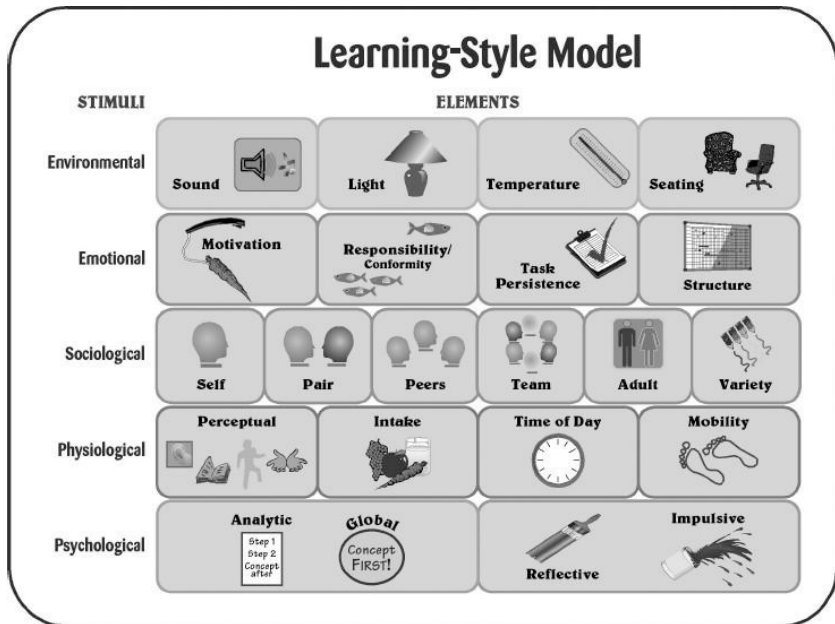 Learning-Style Model
STIMULI ELEMENTS
Environmental
Sound Light Temperature Seating
Emotional
Motivation
Responsibility/
Conformity
Task
Persistence
Structure
Sociological
Self Pair Peers Team Adult Variety
Physiological
Perceptual Intake Time of Day Mobility
Psychological
Analytic
Step 1
Step 2
Concept
after
Global
Concept
FIRST!
Reflective
Impulsive